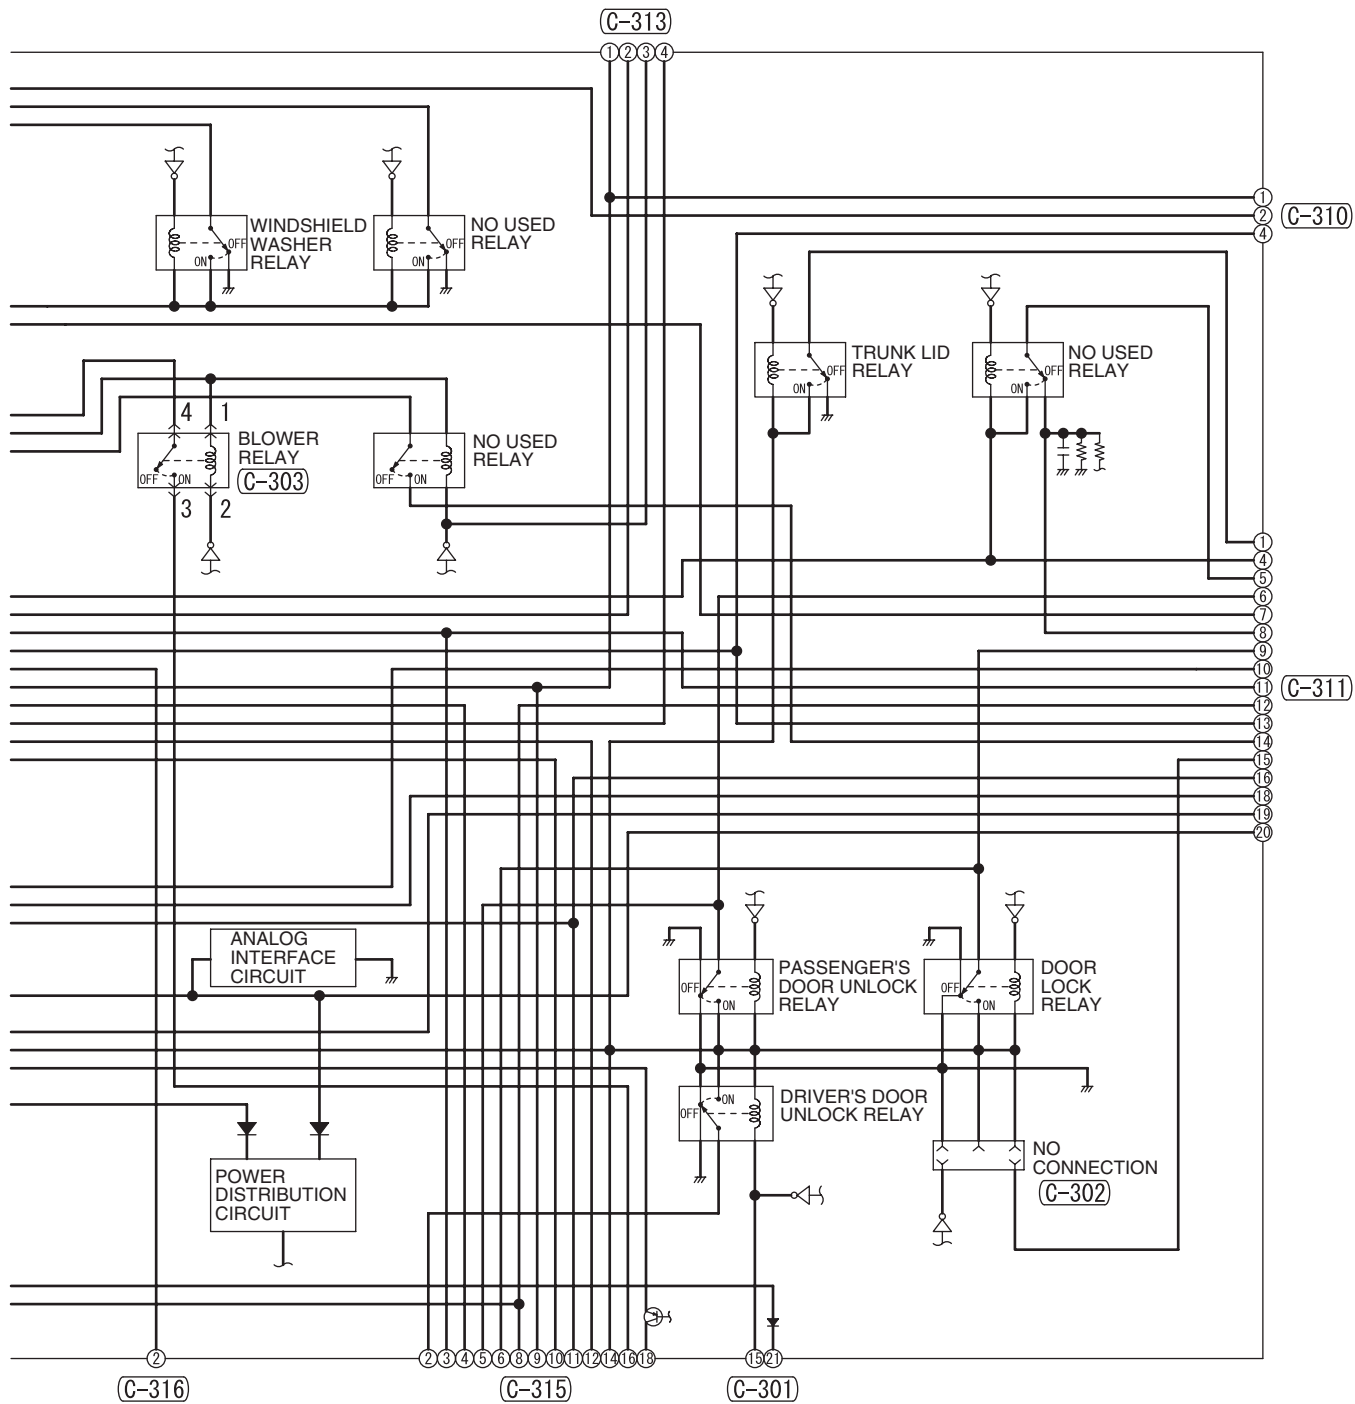 C-313
1 2 3 4
1
2
C-310
4
WINDSHIELD
WASHER
RELAY
OFF
ON
NO USED
RELAY
OFF
ON
TRUNK LID
RELAY
OFF
ON
NO USED
RELAY
OFF
ON
4 1
BLOWER
RELAY
C-303
OFF ON
3 2
NO USED
RELAY
OFF ON
1
4
5
6
7
8
9
10
11
C-311
12
13
14
15
16
18
19
20
ANALOG
INTERFACE
CIRCUIT
PASSENGER'S
DOOR UNLOCK
RELAY
OFF
ON
DOOR
LOCK
RELAY
OFF
ON
DRIVER'S DOOR
UNLOCK RELAY
ON
OFF
NO
CONNECTION
C-302
POWER
DISTRIBUTION
CIRCUIT
2
2 3 4 5 6 8 9 10 11 12 14 16 18
15 21
C-316
C-315
C-301